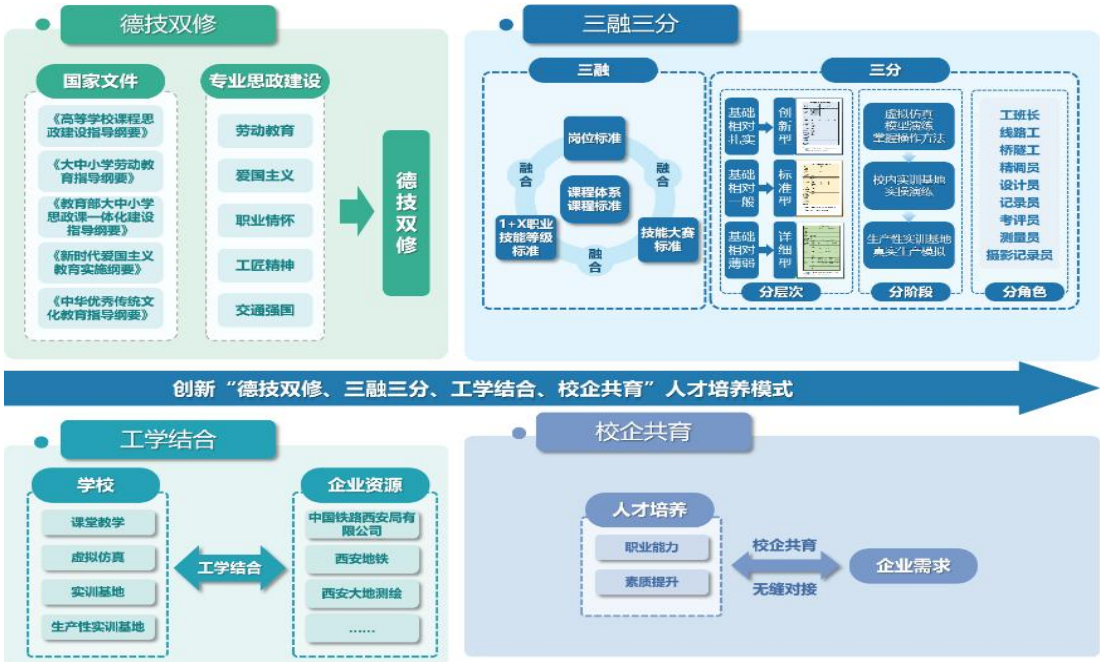 德技双修
国家文件
《高等学校课程思
政建设指导纲要》
《大中小学劳动教
育指导纲要》
《教育部大中小学
思政课一体化建设
指导纲要》
《新时代爱国主义
教育实施纲要》
《中华优秀传统文
化教育指导纲要》
专业思政建设
劳动教育
爱国主义
职业情怀
工匠精神
交通强国
德技双修
三融三分
三融
岗位标准
融合
融合
课程体系
课程标准
1+X职业
技能等级
标准
技能大赛
标准
融合
三分
基础
相对
扎实
创新型
基础
相对
一般
标准型
基础
相对
薄弱
详细型
分层次
虚拟仿真
模型演练
掌握操作方法
校内实训基地
实操演练
生产性实训基地
真实生产模拟
分阶段
工班长
线路工
桥隧工
精调员
设计员
记录员
考评员
测量员
摄影记录员
分角色
创新“德技双修、三融三分、工学结合、校企共育”人才培养模式
工学结合
学校
课堂教学
虚拟仿真
实训基地
生产性实训基地
工学结合
企业资源
中国铁路西安局有
限公司
西安地铁
西安大地测绘
……
校企共育
人才培养
职业能力
素质提升
校企共育
无缝对接
企业需求